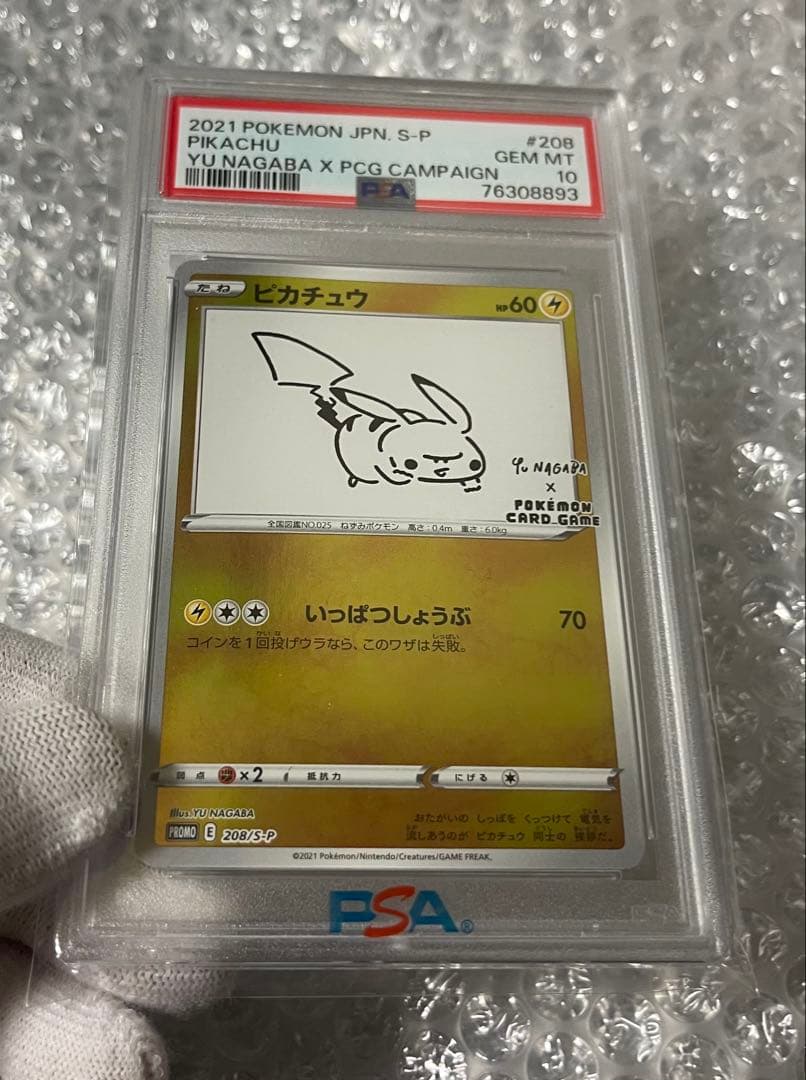 2021 POKEMON JPN. S-P #208
PIKACHU GEM MT
YU NAGABA X PCG CAMPAIGN 10
PSA 76308893
たね ピカチュウ HP60
YU NAGABA
X
POKÉMON
CARD GAME
全国図鑑NO.025 ねずみポケモン 高さ:0.4m 重さ:6.0kg
いっぱつしょうぶ 70
コインを1回投げウラなら、このワザは失敗。
弱点 ×2 抵抗力 にげる
Illus. YU NAGABA
おたがいの しっぽを くっつけて 電気を
流しあうのが ピカチュウ 同士の 挨拶だ。
PROMO E 208/S-P
©2021 Pokémon/Nintendo/Creatures/GAME FREAK.
PSA®